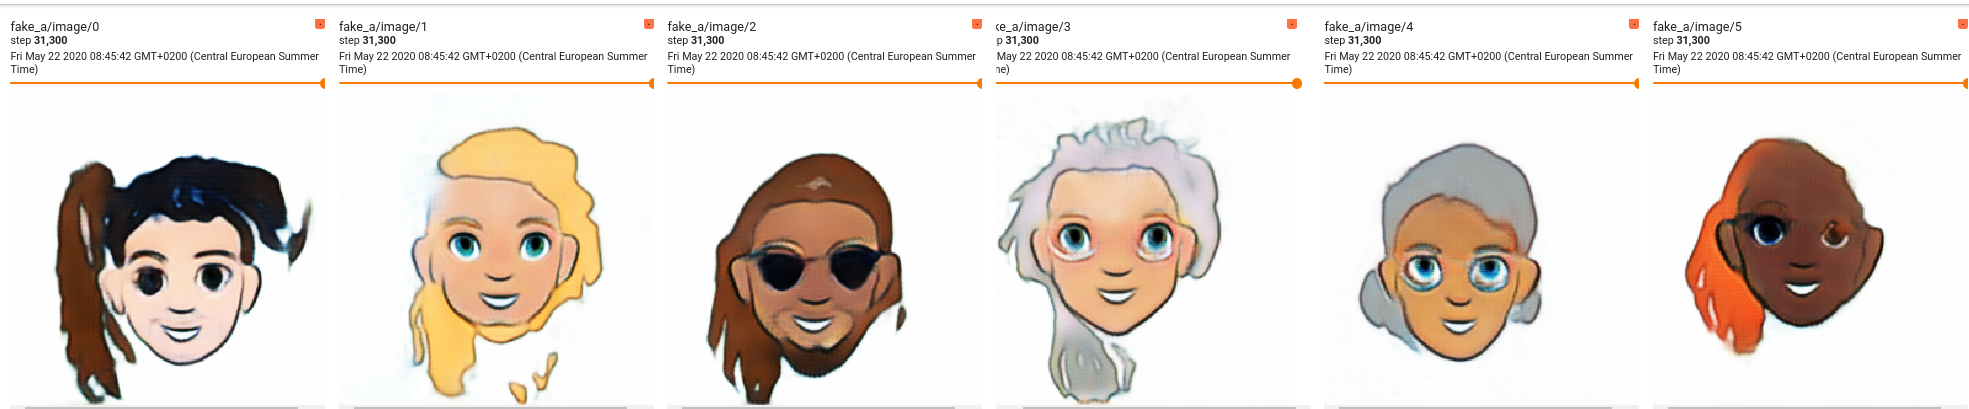 fake_a/image/0
step 31,300
Fri May 22 2020 08:45:42 GMT+0200 (Central European Summer
Time)
fake_a/image/1
step 31,300
Fri May 22 2020 08:45:42 GMT+0200 (Central European Summer
Time)
fake_a/image/2
step 31,300
Fri May 22 2020 08:45:42 GMT+0200 (Central European Summer
Time)
ke_a/image/3
p 31,300
May 22 2020 08:45:42 GMT+0200 (Central European Summer
ne)
fake_a/image/4
step 31,300
Fri May 22 2020 08:45:42 GMT+0200 (Central European Summer
Time)
fake_a/image/5
step 31,300
Fri May 22 2020 08:45:42 GMT+0200 (Central European Summer
Time)